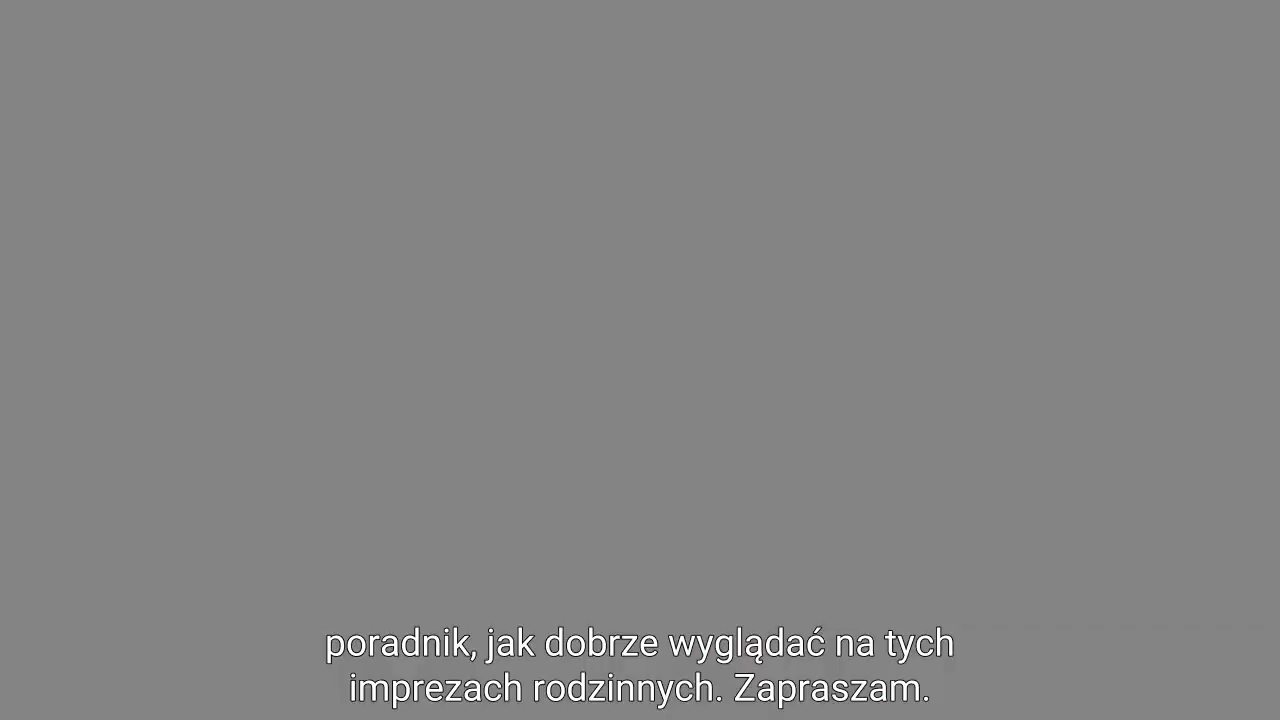 poradnik, jak dobrze wyglądać na tych
imprezach rodzinnych. Zapraszam.